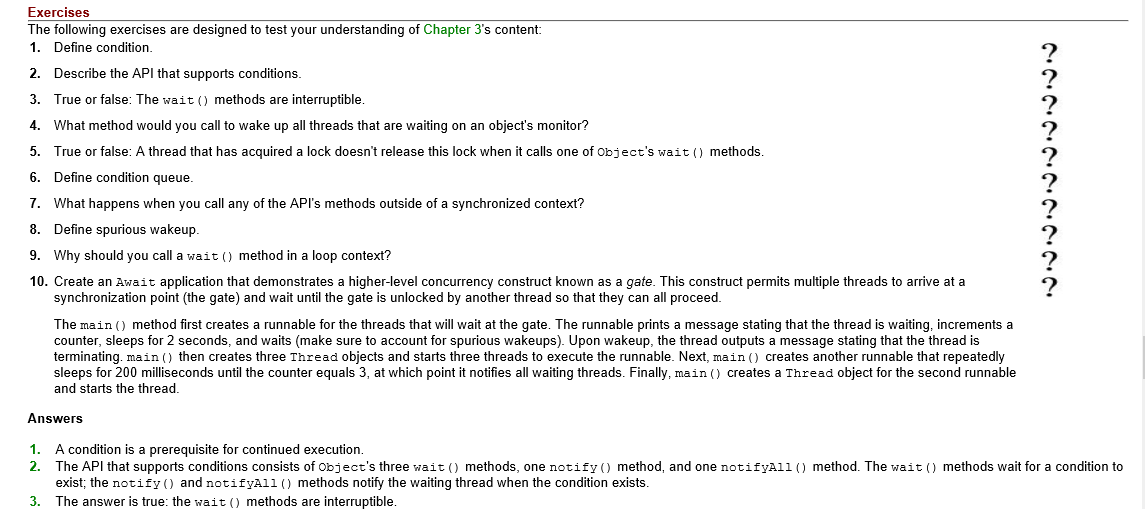 Exercises
The following exercises are designed to test your understanding of Chapter 3's content:
1. Define condition. ?
2. Describe the API that supports conditions. ?
3. True or false: The wait() methods are interruptible. ?
4. What method would you call to wake up all threads that are waiting on an object's monitor? ?
5. True or false: A thread that has acquired a lock doesn't release this lock when it calls one of Object's wait() methods. ?
6. Define condition queue. ?
7. What happens when you call any of the API's methods outside of a synchronized context? ?
8. Define spurious wakeup. ?
9. Why should you call a wait() method in a loop context? ?
10. Create an Await application that demonstrates a higher-level concurrency construct known as a gate. This construct permits multiple threads to arrive at a ?
synchronization point (the gate) and wait until the gate is unlocked by another thread so that they can all proceed.
The main() method first creates a runnable for the threads that will wait at the gate. The runnable prints a message stating that the thread is waiting, increments a
counter, sleeps for 2 seconds, and waits (make sure to account for spurious wakeups). Upon wakeup, the thread outputs a message stating that the thread is
terminating. main() then creates three Thread objects and starts three threads to execute the runnable. Next, main() creates another runnable that repeatedly
sleeps for 200 milliseconds until the counter equals 3, at which point it notifies all waiting threads. Finally, main() creates a Thread object for the second runnable
and starts the thread.
Answers
1. A condition is a prerequisite for continued execution.
2. The API that supports conditions consists of Object's three wait() methods, one notify() method, and one notifyAll() method. The wait() methods wait for a condition to
exist; the notify() and notifyAll() methods notify the waiting thread when the condition exists.
3. The answer is true: the wait() methods are interruptible.